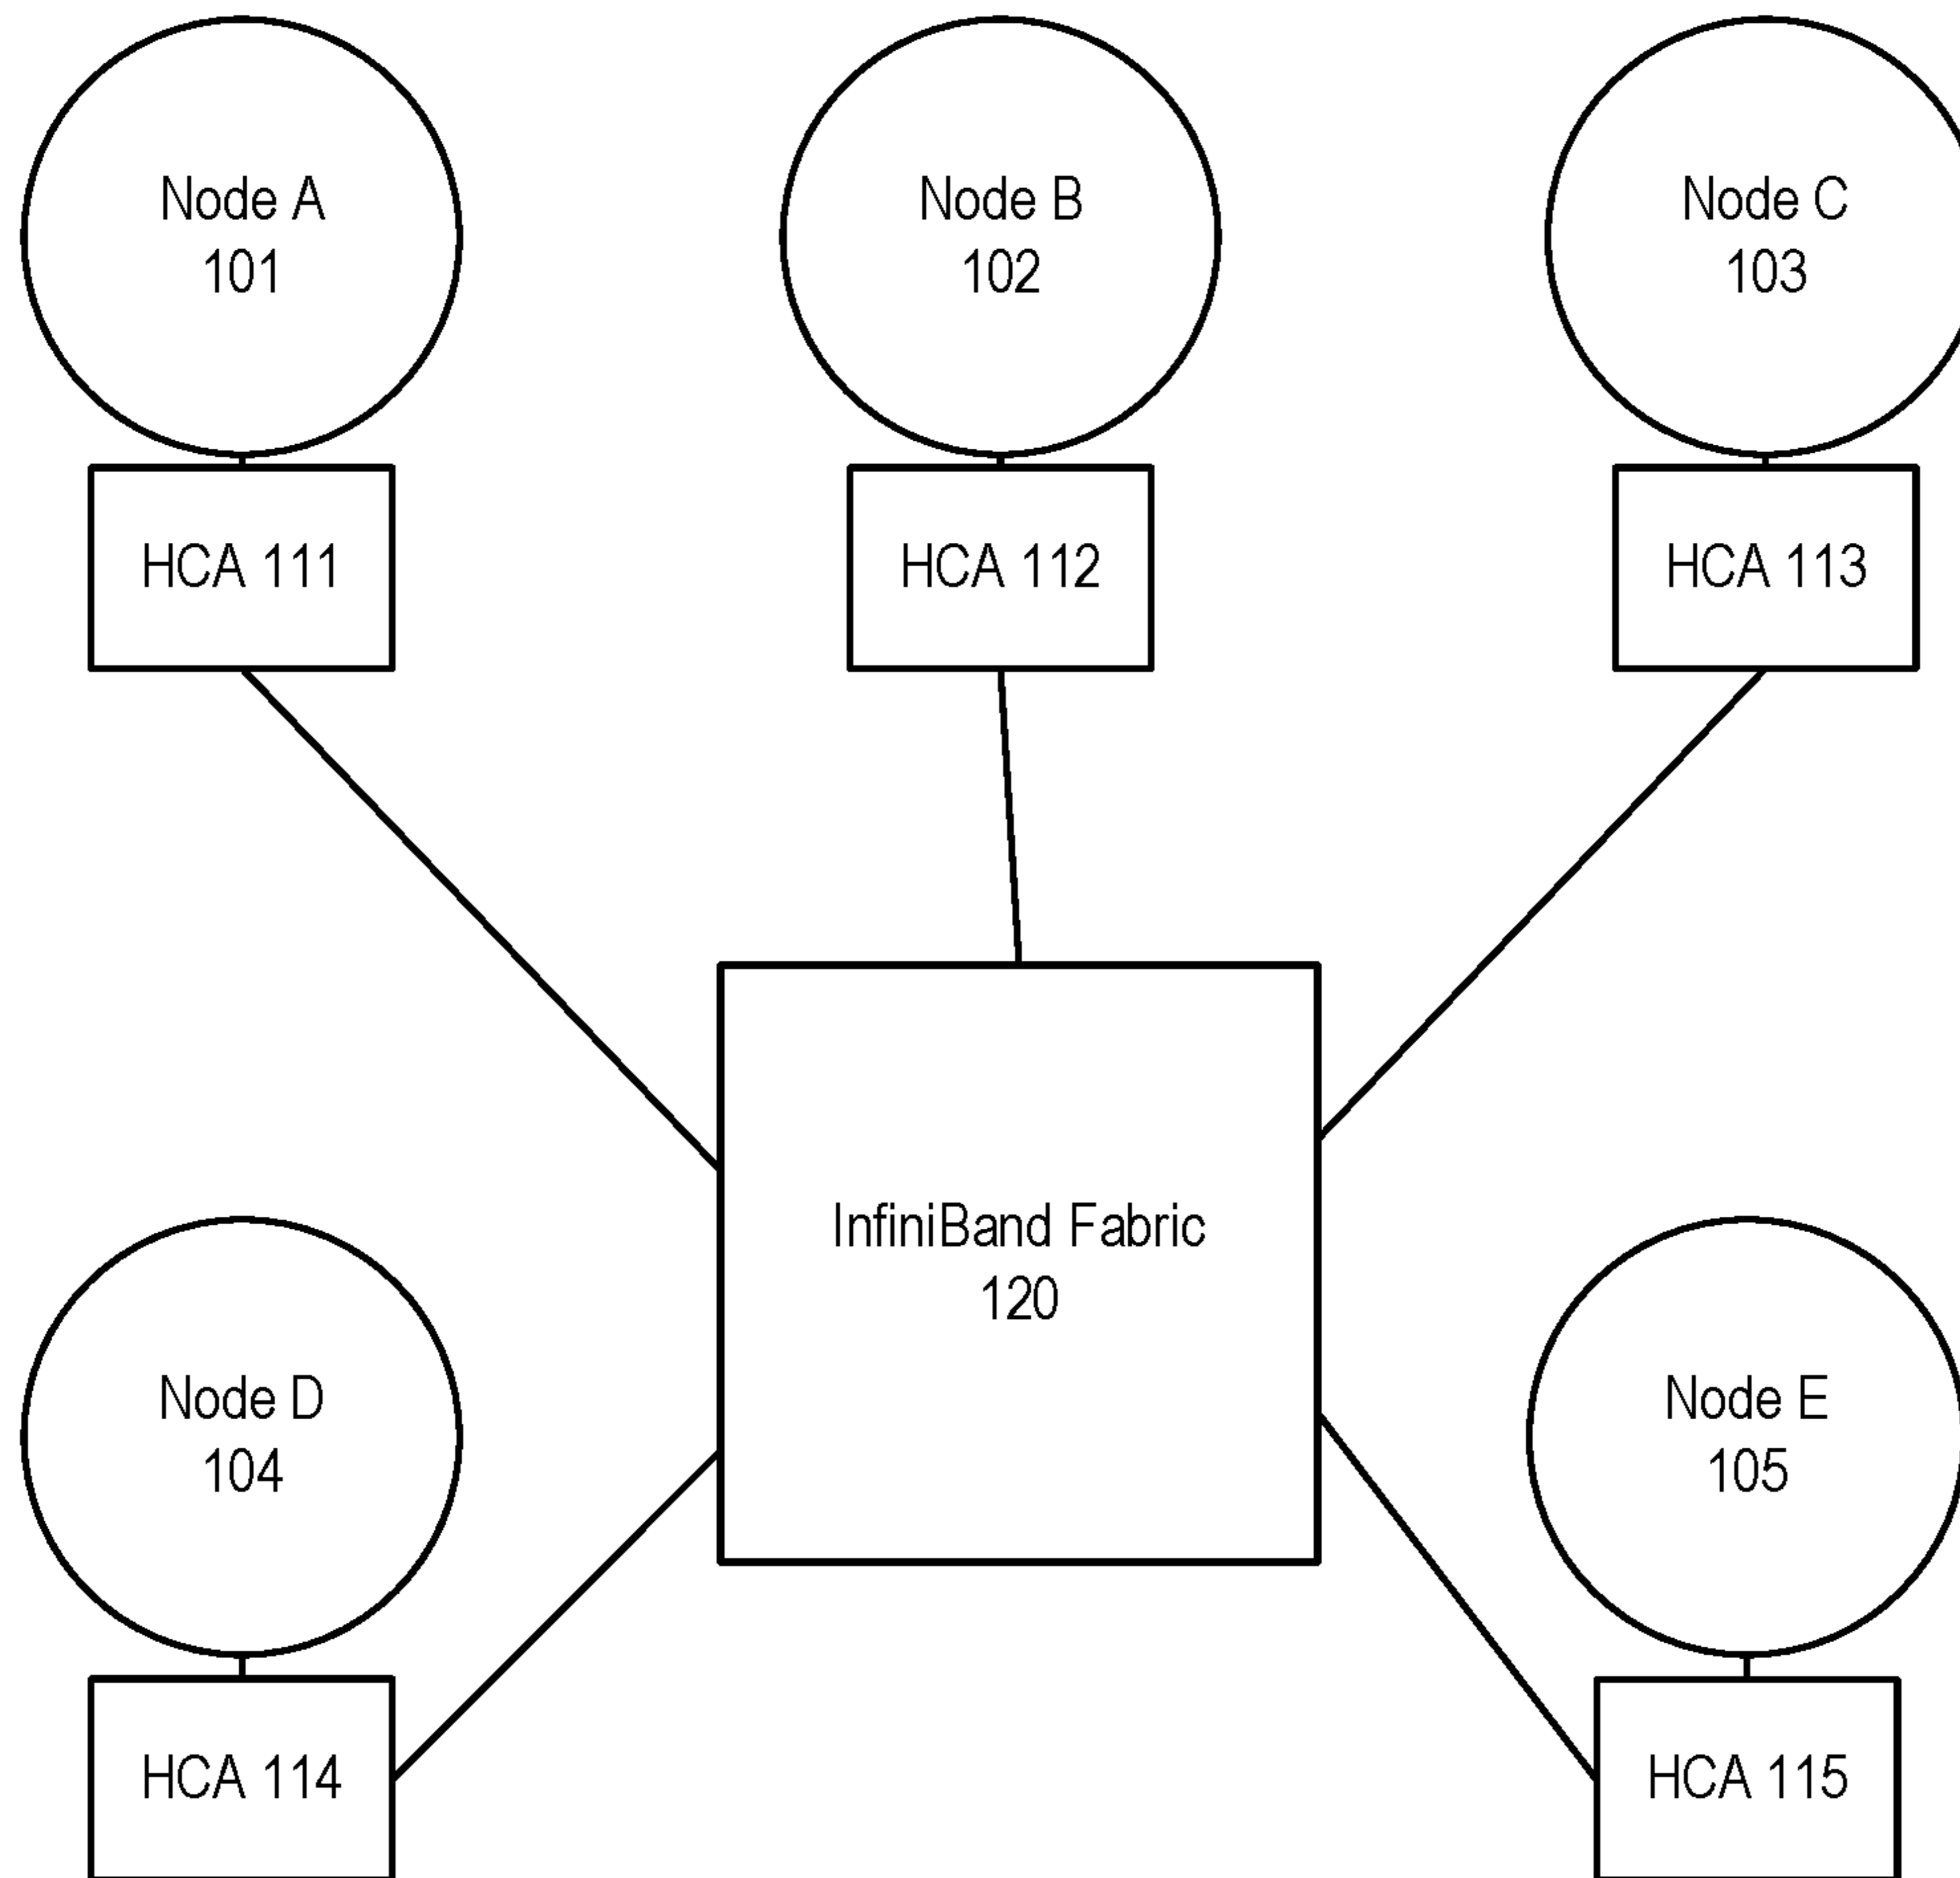 Node A
101
Node B
102
Node C
103
HCA 111
HCA 112
HCA 113
InfiniBand Fabric
120
Node D
104
Node E
105
HCA 114
HCA 115